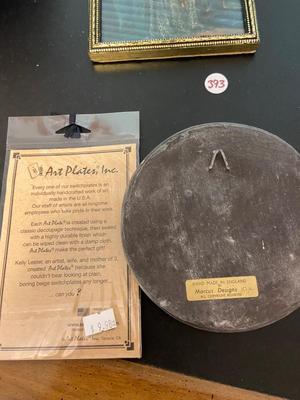 393
Art Plates, Inc.
Every one of our switchplates is an
individually handcrafted work of art
made in the U.S.A.
Our staff of artists are all longtime
employees who take pride in their work.
Each Art Plate® is created using a
classic decoupage technique, then sealed
with a highly durable finish which
can be wiped clean with a damp cloth.
Art Plates® make the perfect gift!
Kelly Lester, an artist, wife, and mother of 3,
created Art Plates® because she
couldn't bear looking at plain,
boring beige switchplates any longer...
...can you?
$9.98
HAND MADE IN ENGLAND
Marcus Designs
ALL COPYRIGHT RESERVED